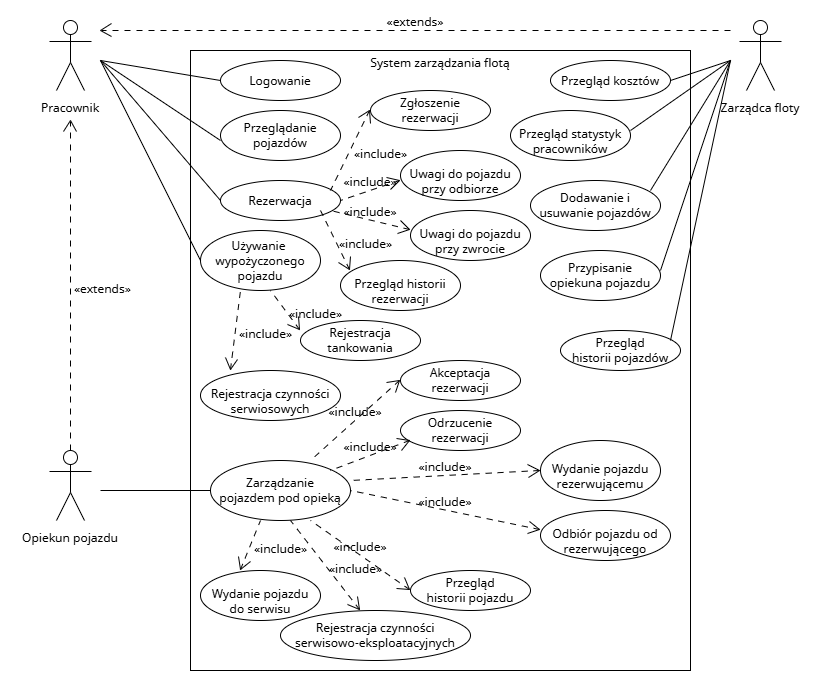 «extends»
System zarządzania flotą
Pracownik
Zarządca floty
Logowanie
Przegląd kosztów
Zgłoszenie
rezerwacji
Przeglądanie
pojazdów
Przegląd statystyk
pracowników
«include»
Uwagi do pojazdu
przy odbiorze
«include»
Rezerwacja
Dodawanie i
usuwanie pojazdów
«include»
Uwagi do pojazdu
przy zwrocie
«include»
Używanie
wypożyczonego
pojazdu
Przypisanie
opiekuna pojazdu
Przegląd historii
rezerwacji
«extends»
«include»
«include»
Rejestracja
tankowania
Przegląd
historii pojazdów
Akceptacja
rezerwacji
Rejestracja czynności
serwiosowych
«include»
Odrzucenie
rezerwacji
«include»
«include»
Wydanie pojazdu
rezerwującemu
Zarządzanie
pojazdem pod opieką
«include»
Opiekun pojazdu
Odbiór pojazdu od
rezerwującego
«include»
«include»
«include»
Wydanie pojazdu
do serwisu
Przegląd
historii pojazdu
Rejestracja czynności
serwisowo-eksploatacyjnych